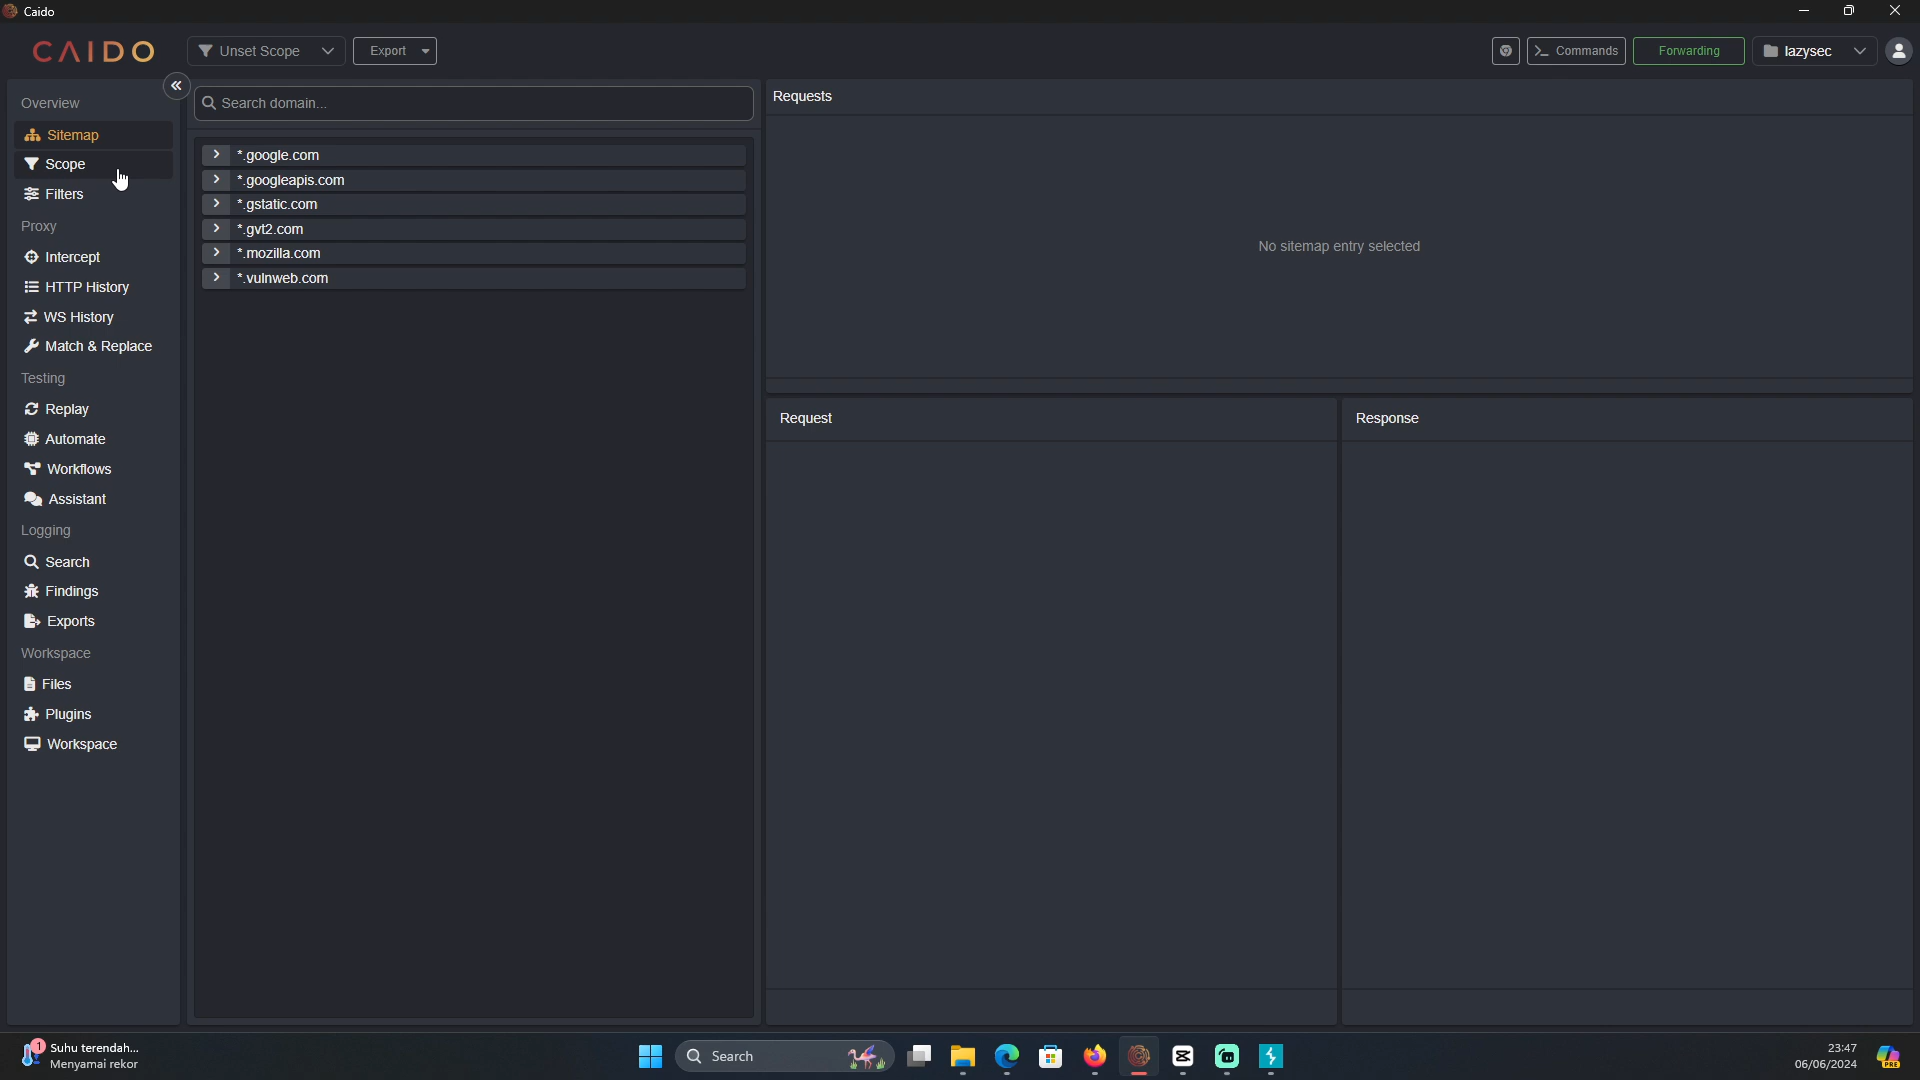 Caido
CAIDO
Unset Scope
Export
Commands
Forwarding
lazysec
Overview
Sitemap
Scope
Filters
Proxy
Intercept
HTTP History
WS History
Match & Replace
Testing
Replay
Automate
Workflows
Assistant
Logging
Search
Findings
Exports
Workspace
Files
Plugins
Workspace
Search domain...
*.google.com
*.googleapis.com
*.gstatic.com
*.gvt2.com
*.mozilla.com
*.vulnweb.com
Requests
No sitemap entry selected
Request
Response
1
Suhu terendah...
Menyamai rekor
Search
23:47
06/06/2024
PRE